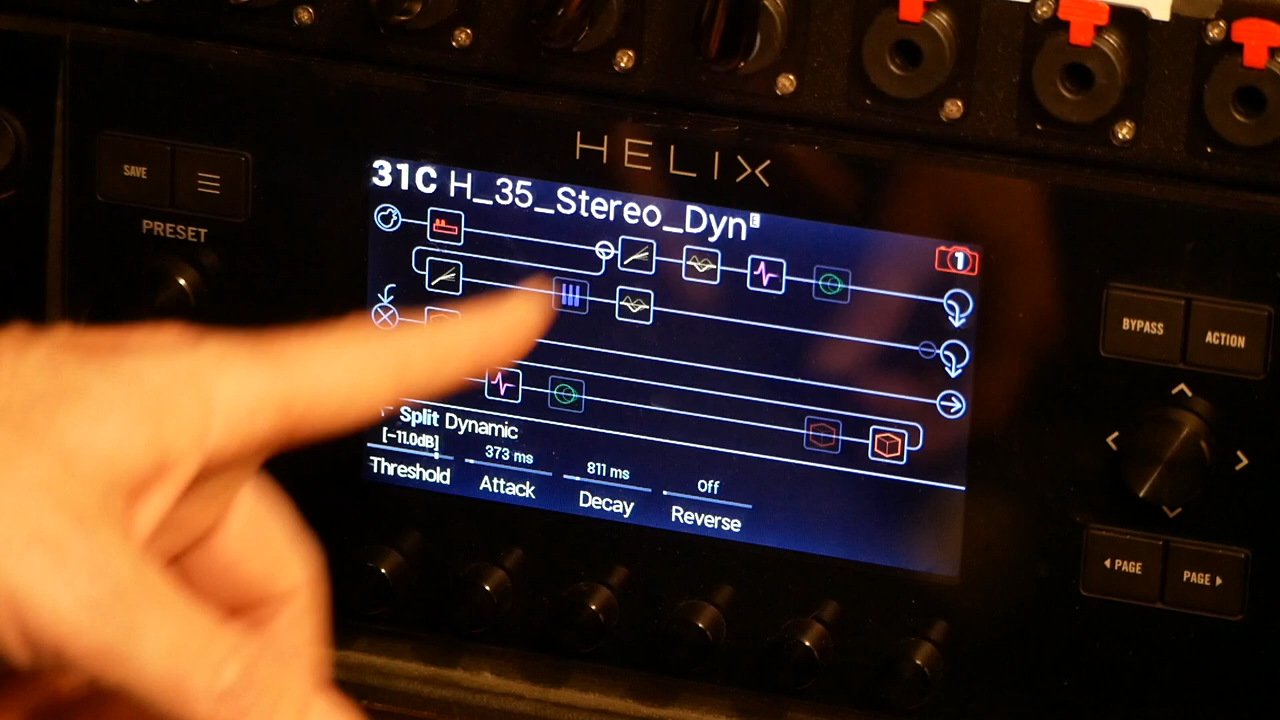 HELIX
SAVE
PRESET
31C H_35_Stereo_Dyn E
1
BYPASS
ACTION
Split Dynamic
[-11.0dB]
373 ms
811 ms
Off
Threshold
Attack
Decay
Reverse
PAGE
PAGE